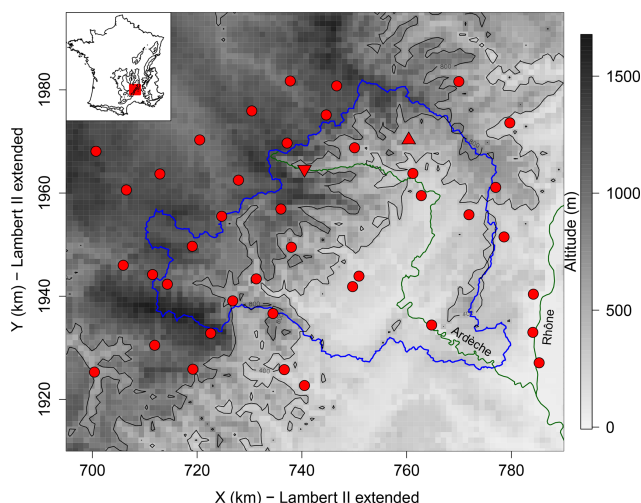 1980
1960
1940
1920
Y (km) − Lambert II extended
700
720
740
760
780
X (km) − Lambert II extended
Ardèche
Rhône
1500
1000
500
0
Altitude (m)